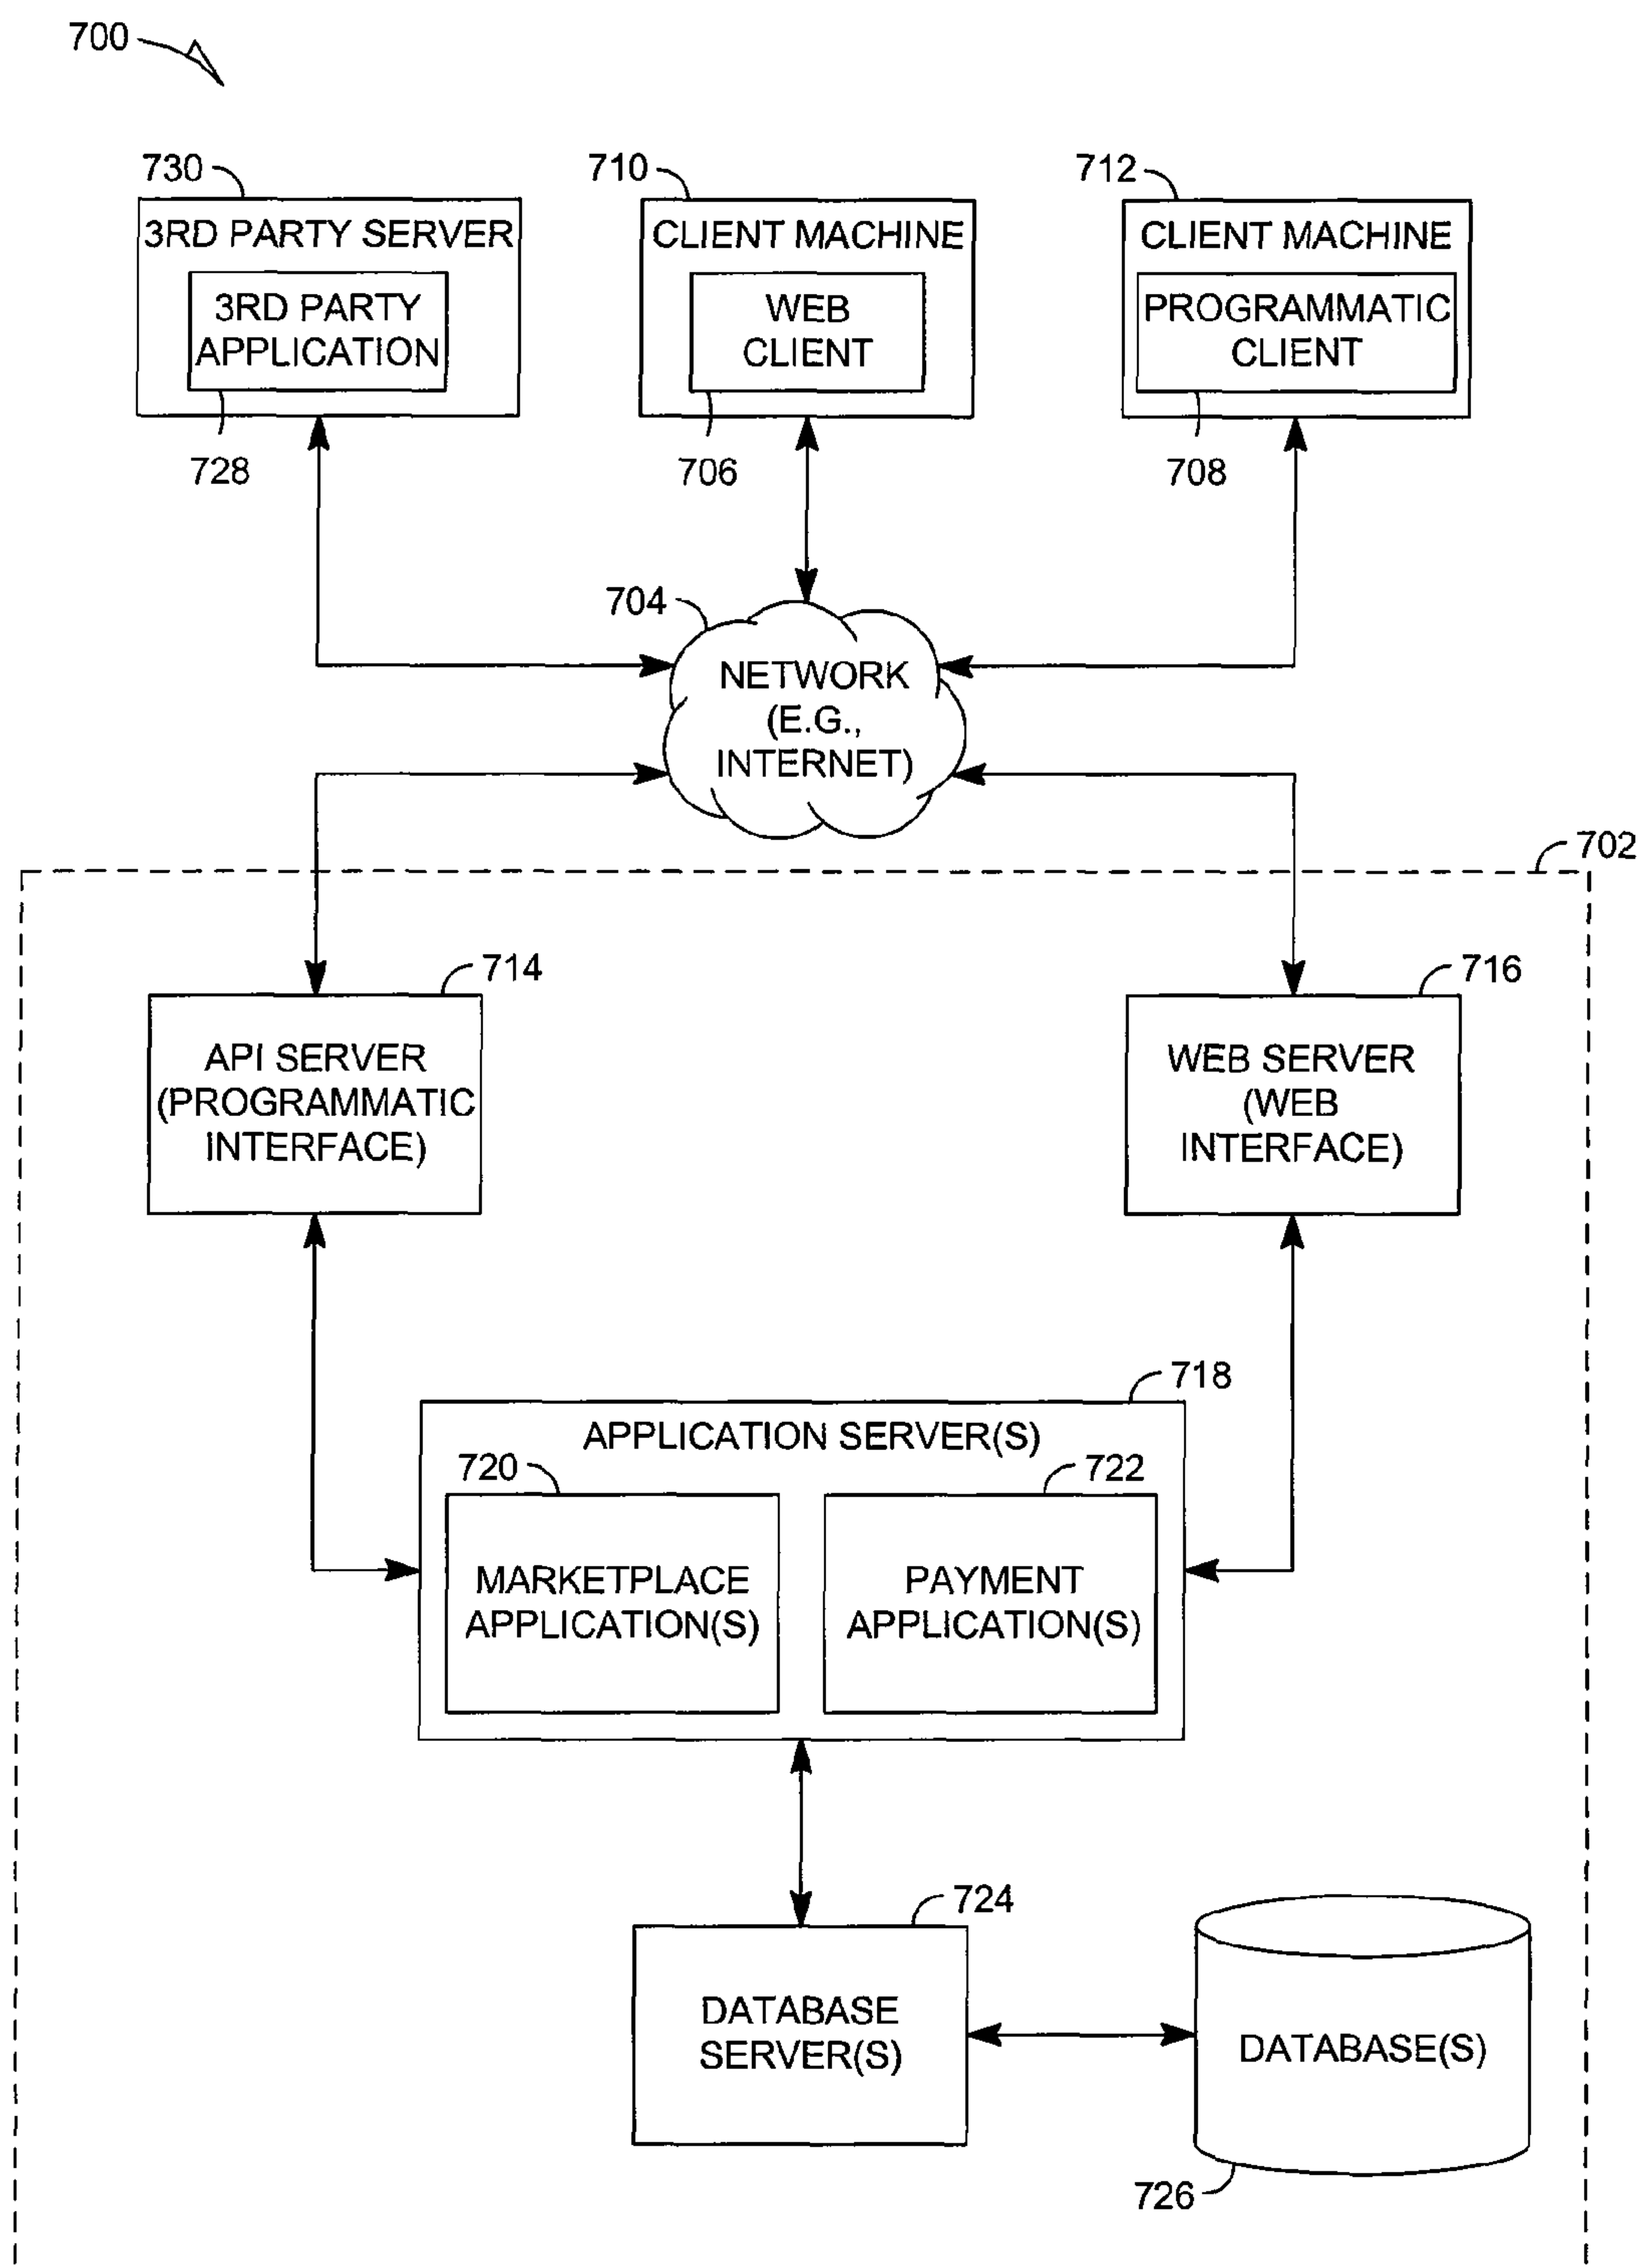 700
730
710
712
3RD PARTY SERVER
CLIENT MACHINE
CLIENT MACHINE
3RD PARTY
APPLICATION
WEB
CLIENT
PROGRAMMATIC
CLIENT
728
706
708
704
NETWORK
(E.G.,
INTERNET)
702
714
716
API SERVER
(PROGRAMMATIC
INTERFACE)
WEB SERVER
(WEB
INTERFACE)
718
APPLICATION SERVER(S)
720
722
MARKETPLACE
APPLICATION(S)
PAYMENT
APPLICATION(S)
724
DATABASE
SERVER(S)
DATABASE(S)
726